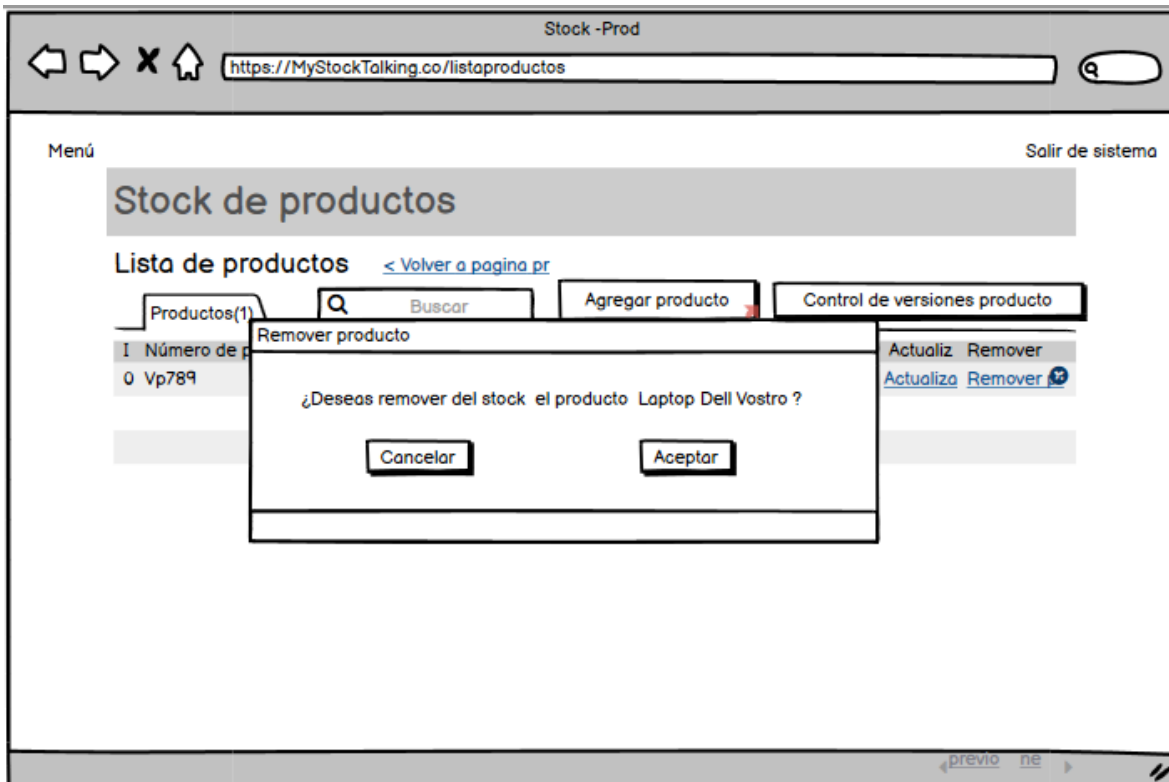 Stock -Prod
https://MyStockTalking.co/listaproductos
Menú
Salir de sistema
Stock de productos
Lista de productos
< Volver a pagina pr
Productos(1)
Buscar
Agregar producto
Control de versiones producto
I Número de p
Actualiz Remover
0 Vp789
Actualiza Remover
Remover producto
¿Deseas remover del stock el producto Laptop Dell Vostro ?
Cancelar
Aceptar
previo ne